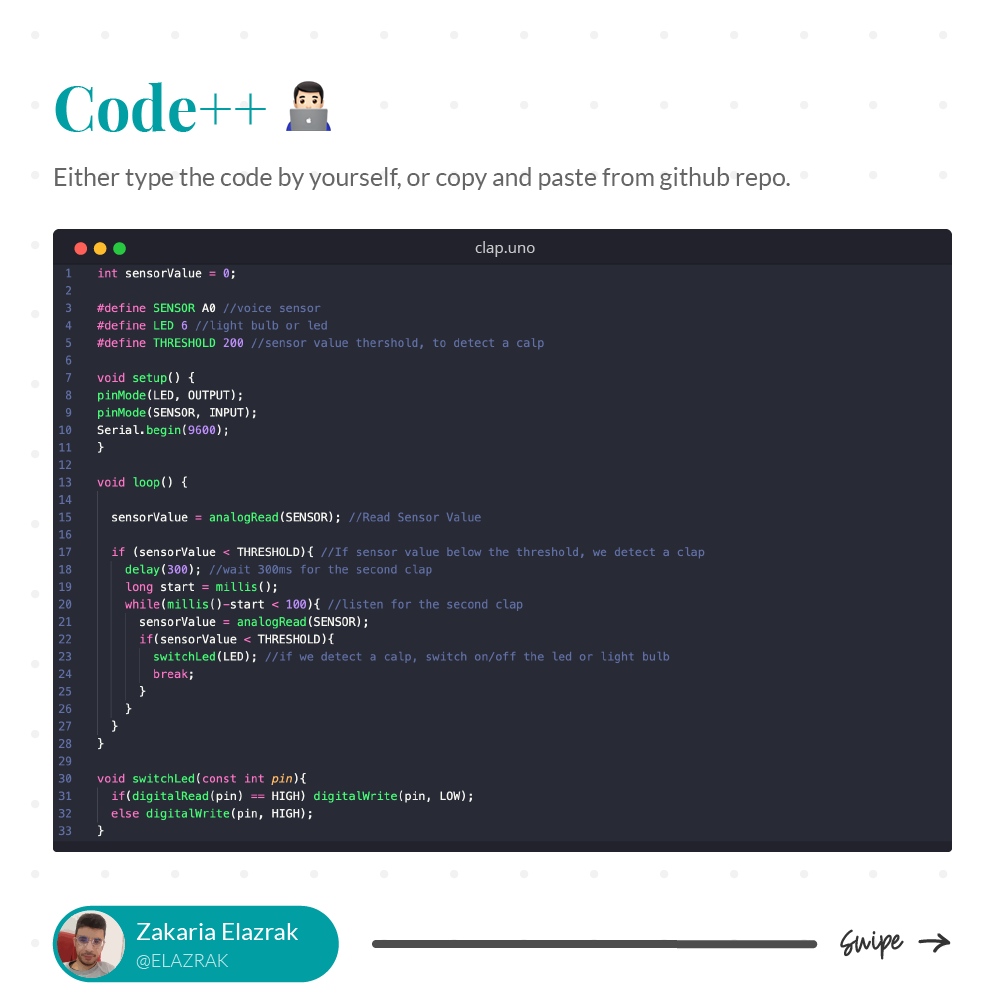 Code++
Either type the code by yourself, or copy and paste from github repo.
clap.uno
1 int sensorValue = 0;
2
3 #define SENSOR A0 //voice sensor
4 #define LED 6 //light bulb or led
5 #define THRESHOLD 200 //sensor value thershold, to detect a calp
6
7 void setup() {
8 pinMode(LED, OUTPUT);
9 pinMode(SENSOR, INPUT);
10 Serial.begin(9600);
11 }
12
13 void loop() {
14
15 sensorValue = analogRead(SENSOR); //Read Sensor Value
16
17 if (sensorValue < THRESHOLD){ //If sensor value below the threshold, we detect a clap
18 delay(300); //wait 300ms for the second clap
19 long start = millis();
20 while(millis()-start < 100){ //listen for the second clap
21 sensorValue = analogRead(SENSOR);
22 if(sensorValue < THRESHOLD){
23 switchLed(LED); //if we detect a calp, switch on/off the led or light bulb
24 break;
25 }
26 }
27 }
28 }
29
30 void switchLed(const int pin){
31 if(digitalRead(pin) == HIGH) digitalWrite(pin, LOW);
32 else digitalWrite(pin, HIGH);
33 }
Zakaria Elazrak
@ELAZRAK
Swipe →